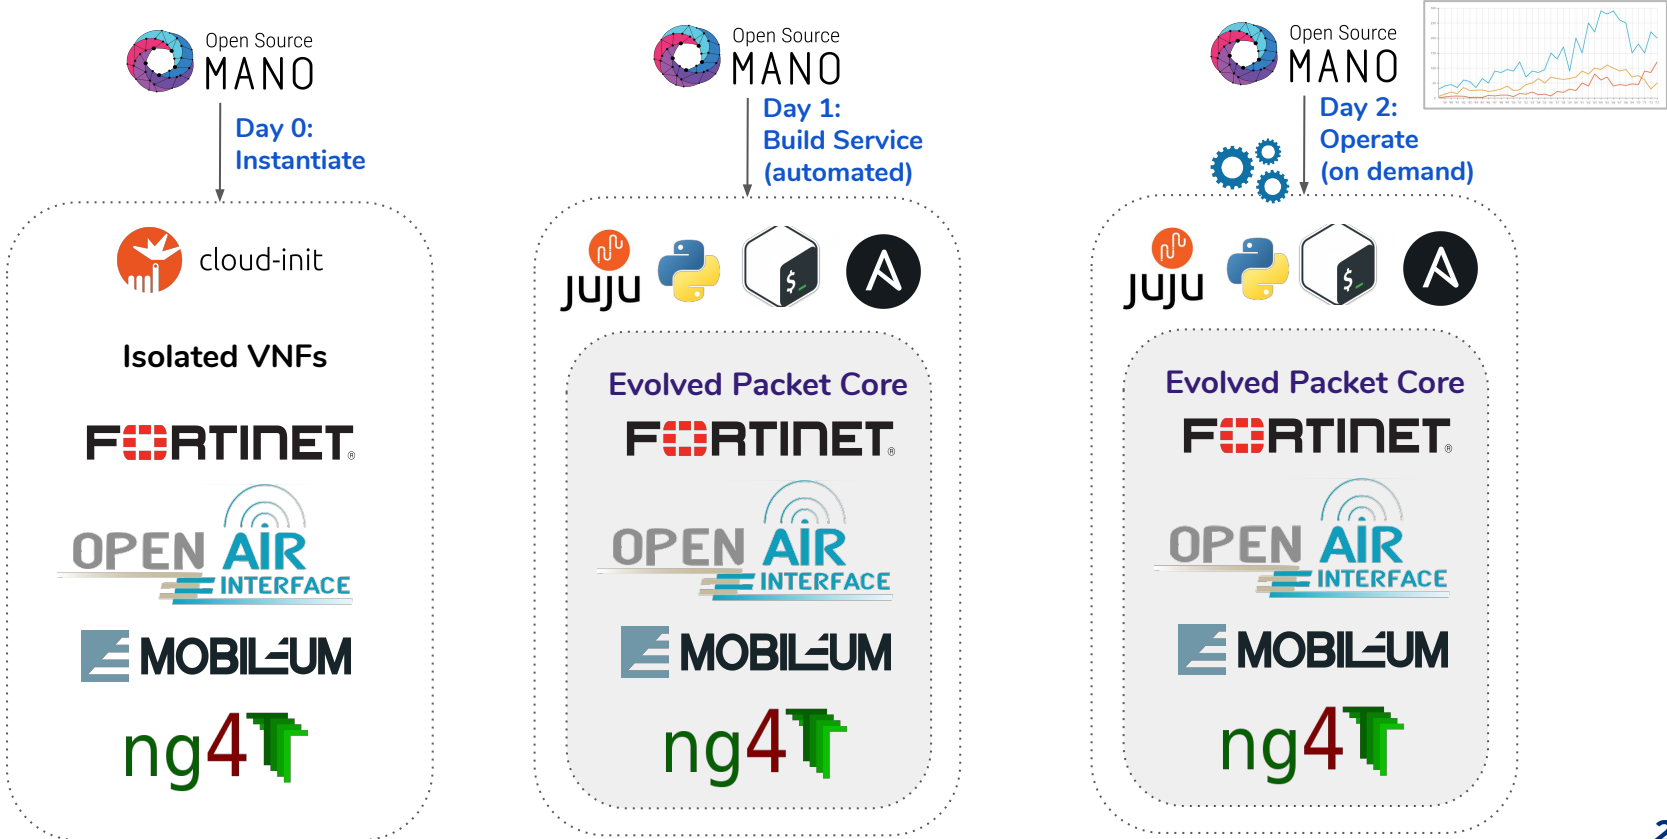 Open Source
MANO
Day 0:
Instantiate
cloud-init
Isolated VNFs
FORTINET®
OPEN AIR
INTERFACE
MOBILEUM
ng4T
Open Source
MANO
Day 1:
Build Service
(automated)
juju
$_
A
Evolved Packet Core
FORTINET®
OPEN AIR
INTERFACE
MOBILEUM
ng4T
Open Source
MANO
Day 2:
Operate
(on demand)
juju
$_
A
Evolved Packet Core
FORTINET®
OPEN AIR
INTERFACE
MOBILEUM
ng4T